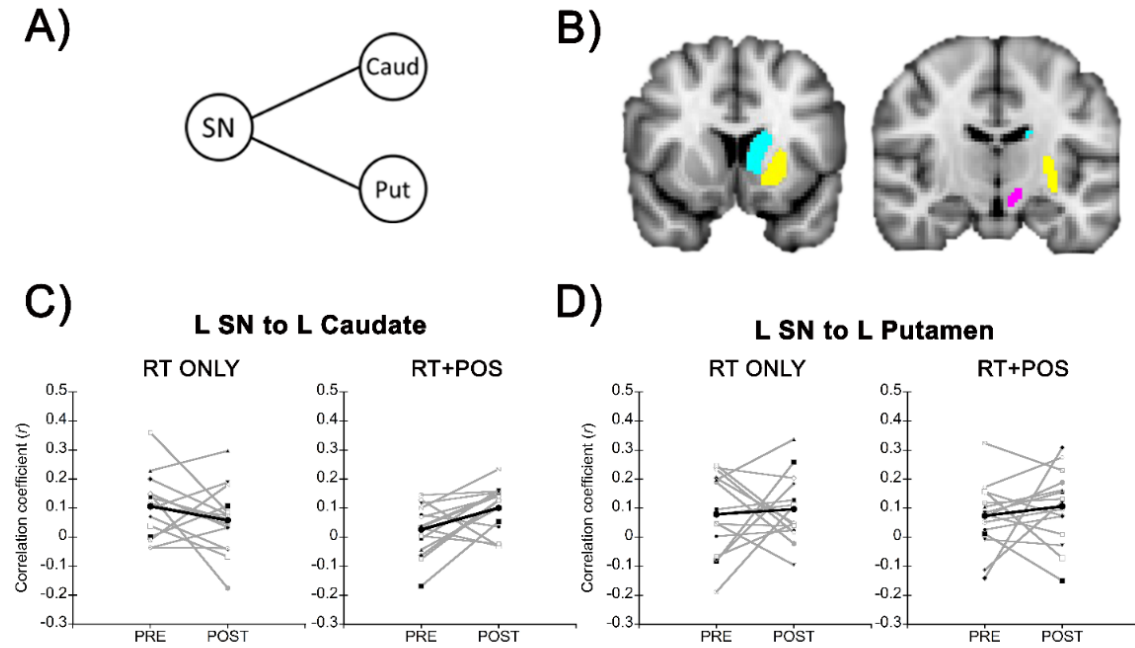 A)
B)
Caud
SN
Put
C)
L SN to L Caudate
D)
L SN to L Putamen
RT ONLY
RT+POS
RT ONLY
RT+POS
Correlation coefficient (r)
0.5
0.4
0.3
0.2
0.1
0
-0.1
-0.2
-0.3
PRE
POST
0.5
0.4
0.3
0.2
0.1
0
-0.1
-0.2
-0.3
PRE
POST
Correlation coefficient (r)
0.5
0.4
0.3
0.2
0.1
0
-0.1
-0.2
-0.3
PRE
POST
0.5
0.4
0.3
0.2
0.1
0
-0.1
-0.2
-0.3
PRE
POST